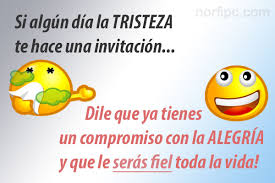 norfipc.com
Si algún día la TRISTEZA
te hace una invitación...
Dile que ya tienes
un compromiso con la ALEGRÍA
y que le serás fiel toda la vida!